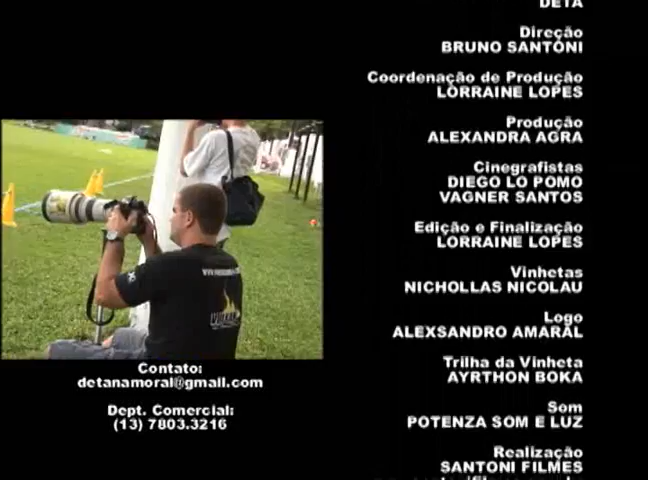 DETA
Direção
BRUNO SANTONI
Coordenação de Produção
LORRAINE LOPES
Produção
ALEXANDRA AGRA
Cinegrafistas
DIEGO LO POMO
VAGNER SANTOS
Edição e Finalização
LORRAINE LOPES
Vinhetas
NICHOLLAS NICOLAU
Logo
ALEXSANDRO AMARAL
Trilha da Vinheta
AYRTHON BOKA
Som
POTENZA SOM E LUZ
Realização
SANTONI FILMES
Contato:
detanamoral@gmail.com
Dept. Comercial:
(13) 7803.3216